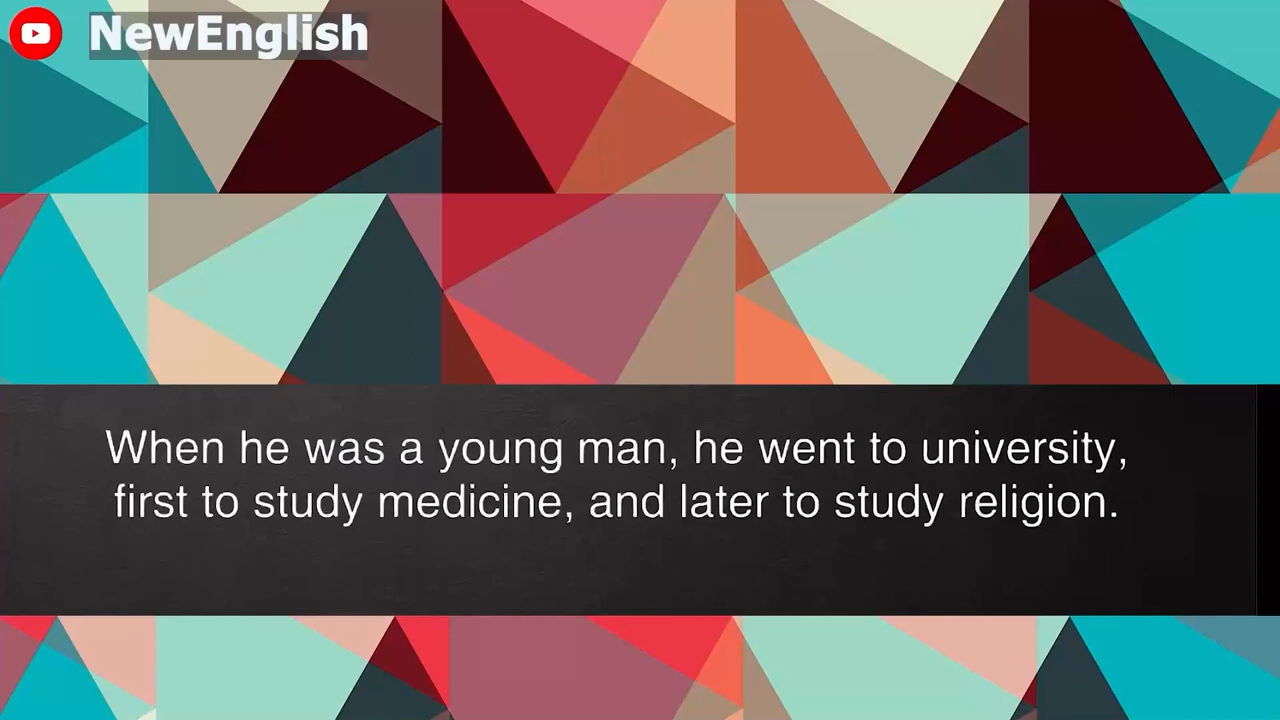 NewEnglish
When he was a young man, he went to university,
first to study medicine, and later to study religion.